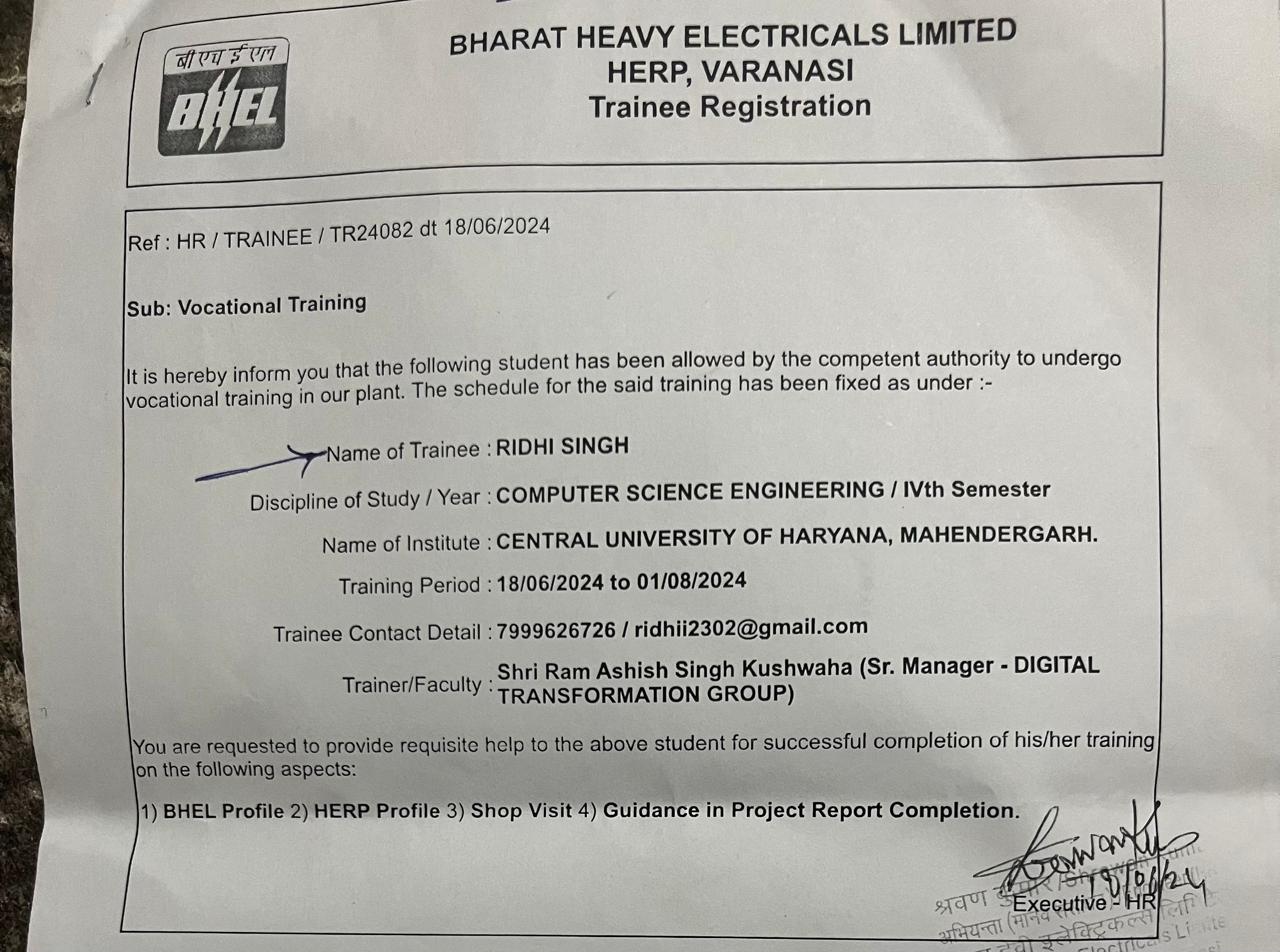 बी एच ई एल
BHEL
BHARAT HEAVY ELECTRICALS LIMITED
HERP, VARANASI
Trainee Registration
Ref : HR / TRAINEE / TR24082 dt 18/06/2024
Sub: Vocational Training
It is hereby inform you that the following student has been allowed by the competent authority to undergo
vocational training in our plant. The schedule for the said training has been fixed as under :-
Name of Trainee : RIDHI SINGH
Discipline of Study / Year : COMPUTER SCIENCE ENGINEERING / IVth Semester
Name of Institute : CENTRAL UNIVERSITY OF HARYANA, MAHENDERGARH.
Training Period : 18/06/2024 to 01/08/2024
Trainee Contact Detail : 7999626726 / ridhii2302@gmail.com
Trainer/Faculty : Shri Ram Ashish Singh Kushwaha (Sr. Manager - DIGITAL
TRANSFORMATION GROUP)
You are requested to provide requisite help to the above student for successful completion of his/her training
on the following aspects:
1) BHEL Profile 2) HERP Profile 3) Shop Visit 4) Guidance in Project Report Completion.
18/06/24
श्रवण
Executive - HR
अभियन्ता
इलेक्ट्रिकल्स